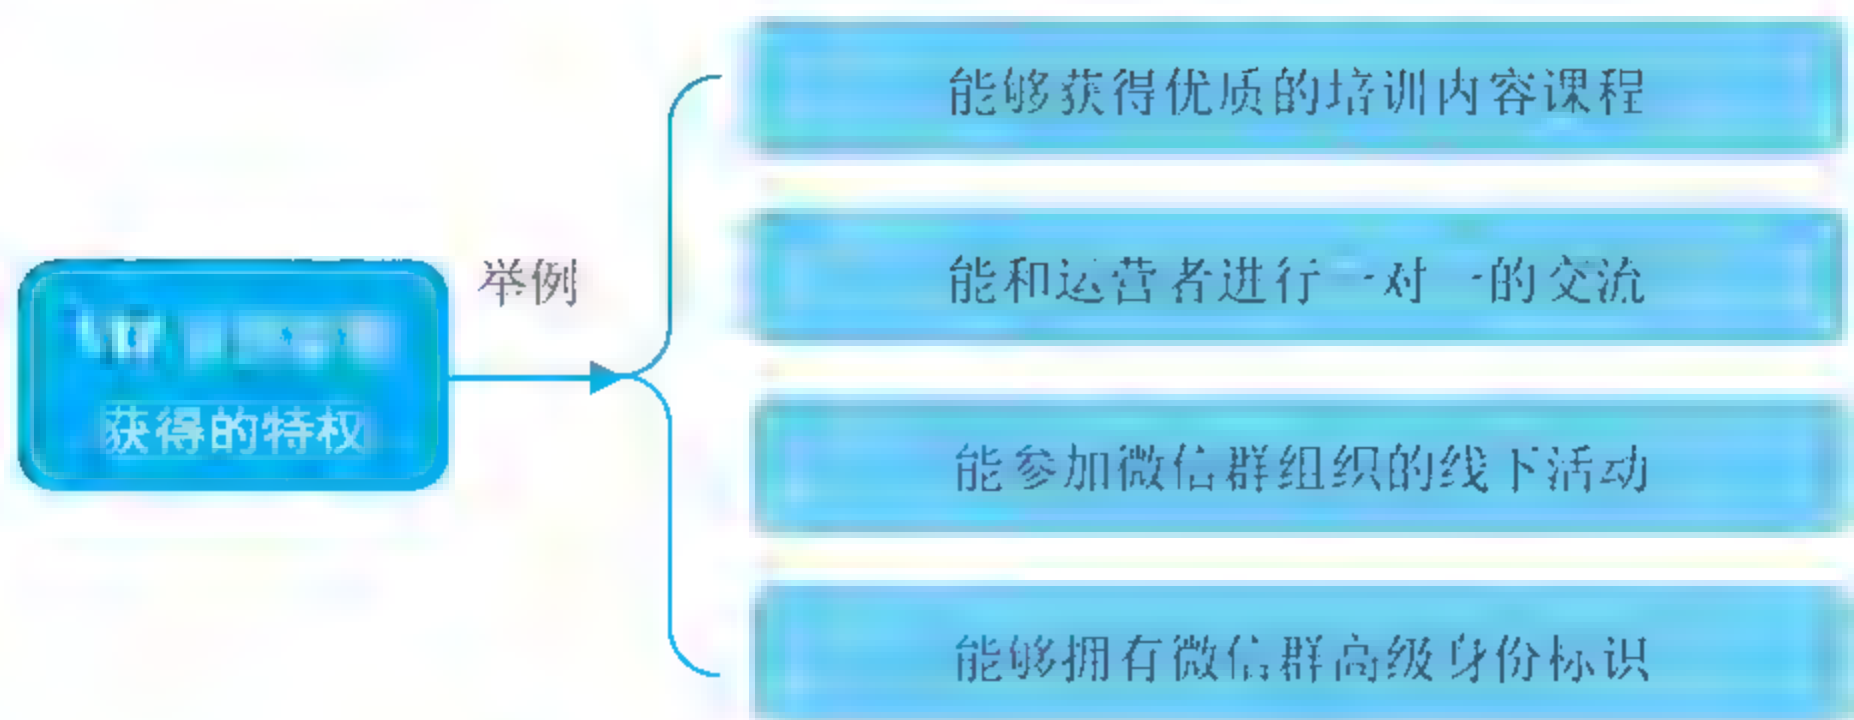 能够获得优质的培训内容课程
举例
能和运营者进行一对一的交流
获得的特权
能参加微信群组织的线下活动
能够拥有微信群高级身份标识